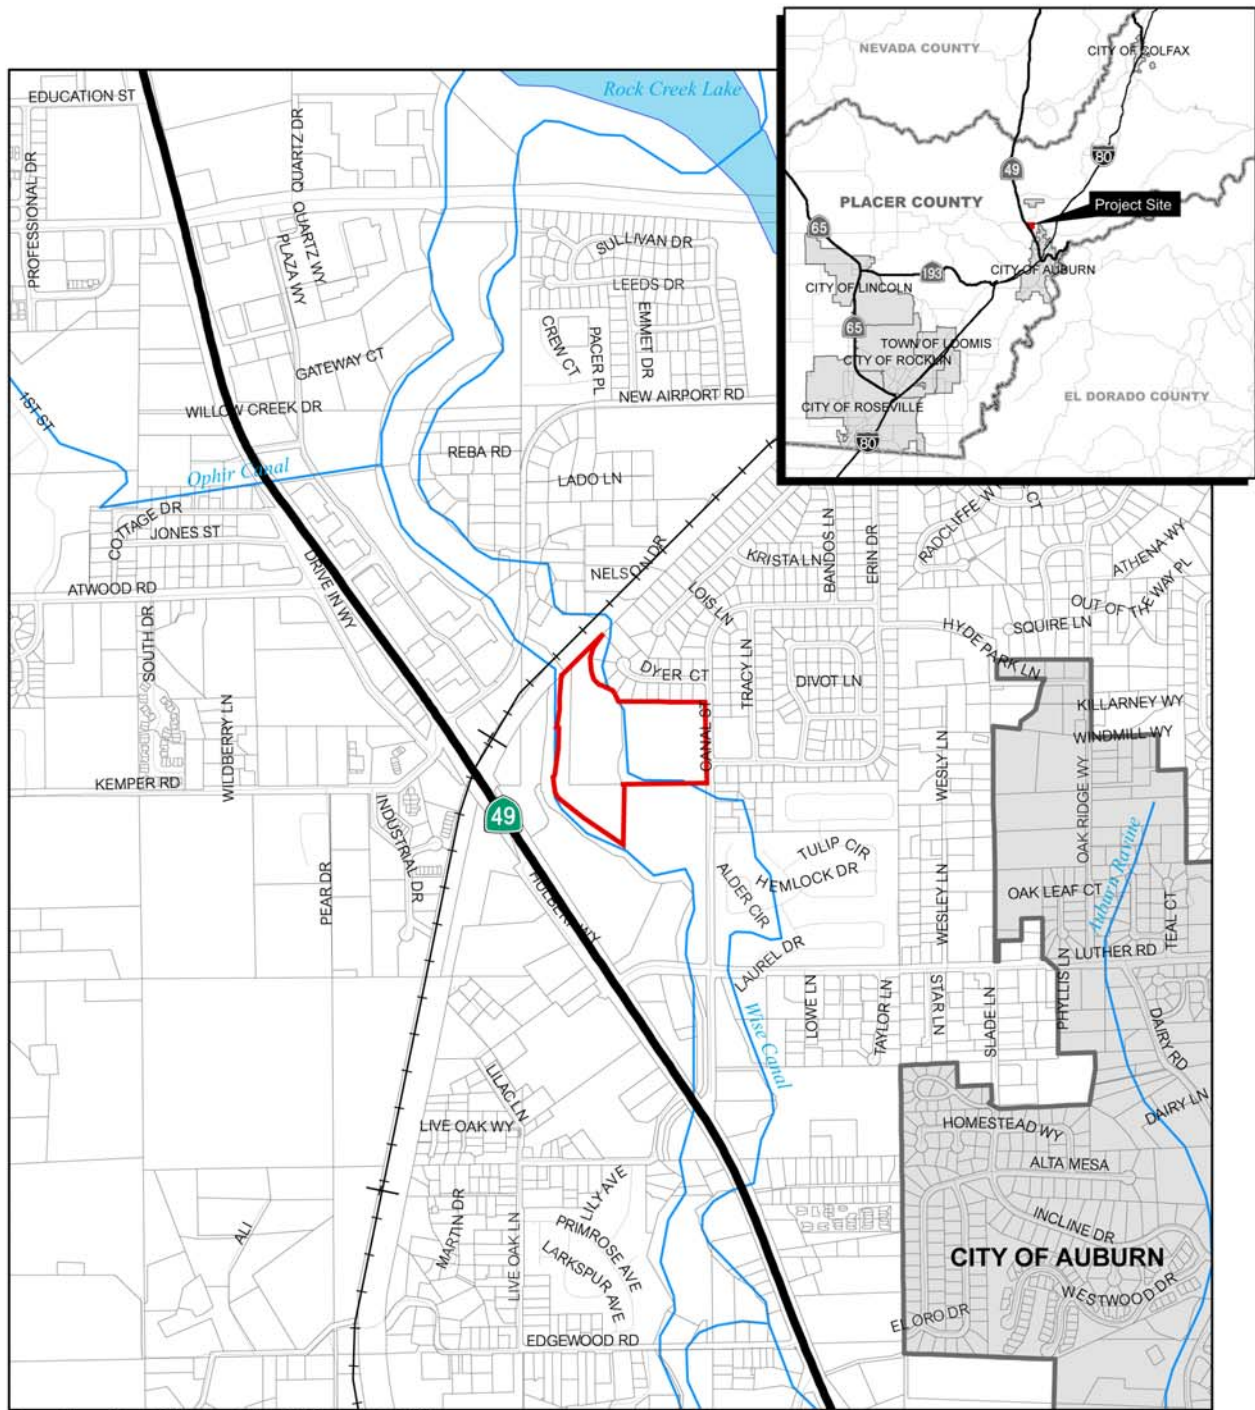 NEVADA COUNTY
CITY OF COLFAX
80
49
PLACER COUNTY
Project Site
65
193
CITY OF AUBURN
CITY OF LINCOLN
65
TOWN OF LOOMIS
CITY OF ROCKLIN
EL DORADO COUNTY
CITY OF ROSEVILLE
80
Rock Creek Lake
EDUCATION ST
PROFESSIONAL DR
QUARTZ DR
QUARTZ WY
PLAZA WY
SULLIVAN DR
LEEDS DR
EMMET DR
CREW CT
PACER PL
GATEWAY CT
NEW AIRPORT RD
WILLOW CREEK DR
1ST ST
REBA RD
Ophir Canal
LADO LN
COTTAGE DR
JONES ST
DRIVE IN WY
ATWOOD RD
SOUTH DR
NELSON DR
KRISTA LN
BANDOS LN
ERIN DR
RADCLIFFE W
CT
ATHENA WY
OUT OF THE WAY PL
SQUIRE LN
LOIS LN
HYDE PARK LN
DYER CT
TRACY LN
DIVOT LN
KILLARNEY WY
WINDMILL WY
CANAL ST
WILDBERRY LN
KEMPER RD
WESLY LN
OAK RIDGE WY
49
INDUSTRIAL DR
TULIP CIR
HEMLOCK DR
ALDER CIR
PEAR DR
HULBERT WY
WESLEY LN
OAK LEAF CT
Auburn Ravine
TEAL CT
LAUREL DR
LUTHER RD
PHYLLIS LN
LOWE LN
TAYLOR LN
STAR LN
SLADE LN
Wise Canal
DAIRY RD
LILAC LN
DAIRY LN
LIVE OAK WY
HOMESTEAD WY
ALTA MESA
LILY AVE
MARTIN DR
PRIMROSE AVE
INCLINE DR
ALI
LIVE OAK LN
LARKSPUR AVE
CITY OF AUBURN
WESTWOOD DR
EL ORO DR
EDGEWOOD RD